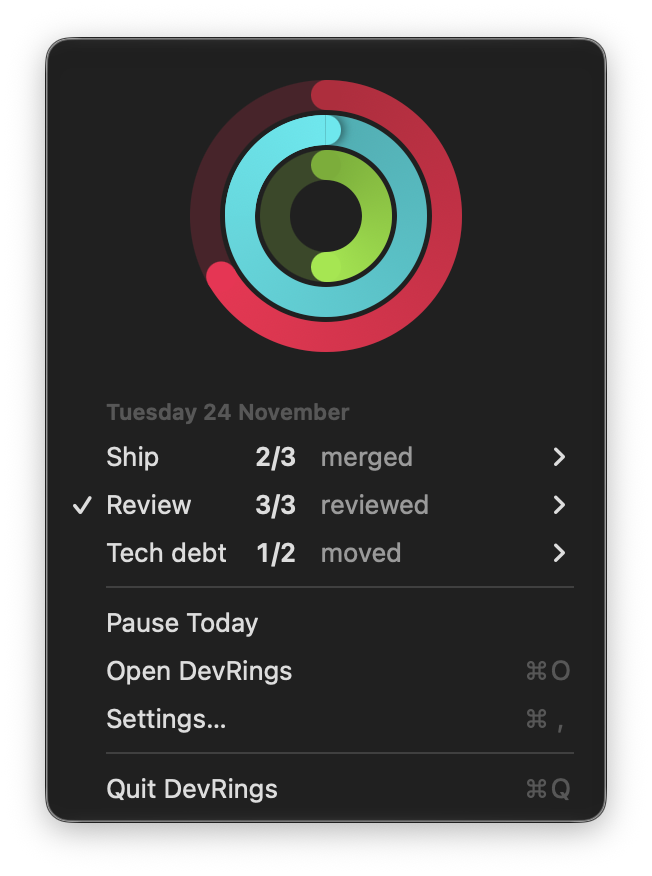 Tuesday 24 November
Ship 2/3 merged
Review 3/3 reviewed
Tech debt 1/2 moved
Pause Today
Open DevRings ⌘O
Settings... ⌘,
Quit DevRings ⌘Q